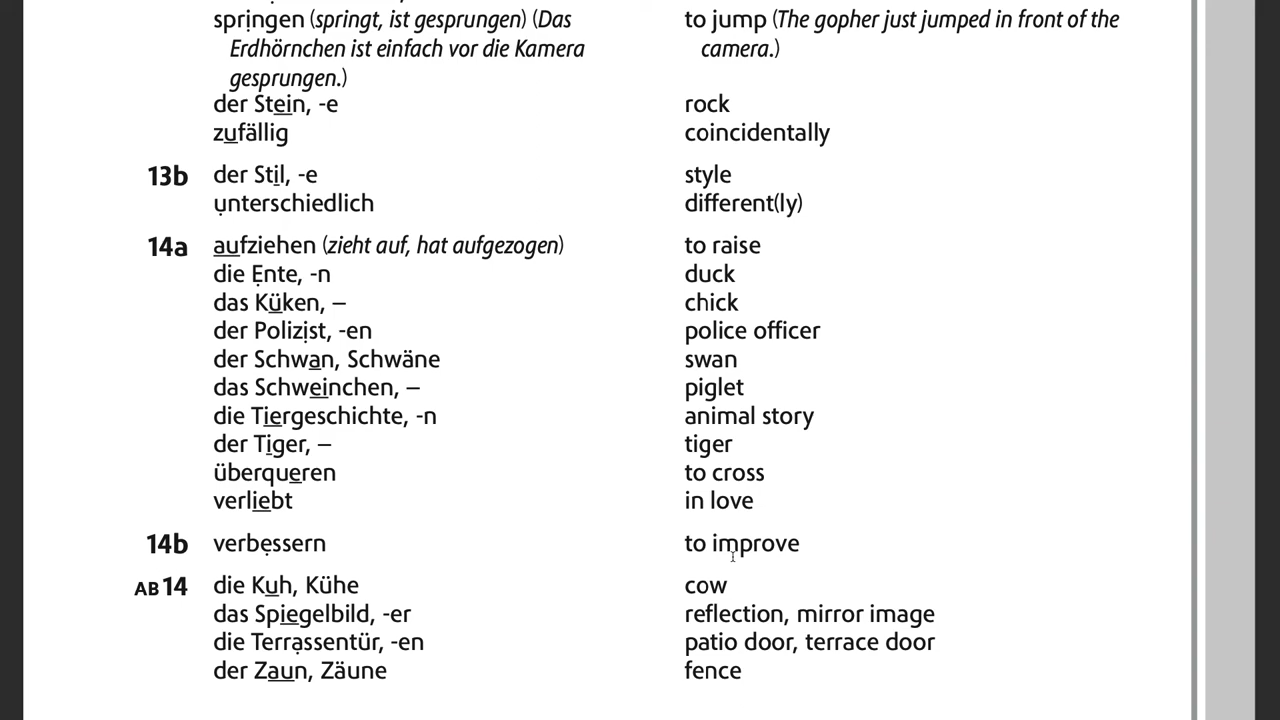 springen (springt, ist gesprungen) (Das to jump (The gopher just jumped in front of the
Erdhörnchen ist einfach vor die Kamera camera.)
gesprungen.)
der Stein, -e rock
zufällig coincidentally
13b der Stil, -e style
unterschiedlich different(ly)
14a aufziehen (zieht auf, hat aufgezogen) to raise
die Ente, -n duck
das Küken, – chick
der Polizist, -en police officer
der Schwan, Schwäne swan
das Schweinchen, – piglet
die Tiergeschichte, -n animal story
der Tiger, – tiger
überqueren to cross
verliebt in love
14b verbessern to improve
AB 14 die Kuh, Kühe cow
das Spiegelbild, -er reflection, mirror image
die Terrassentür, -en patio door, terrace door
der Zaun, Zäune fence